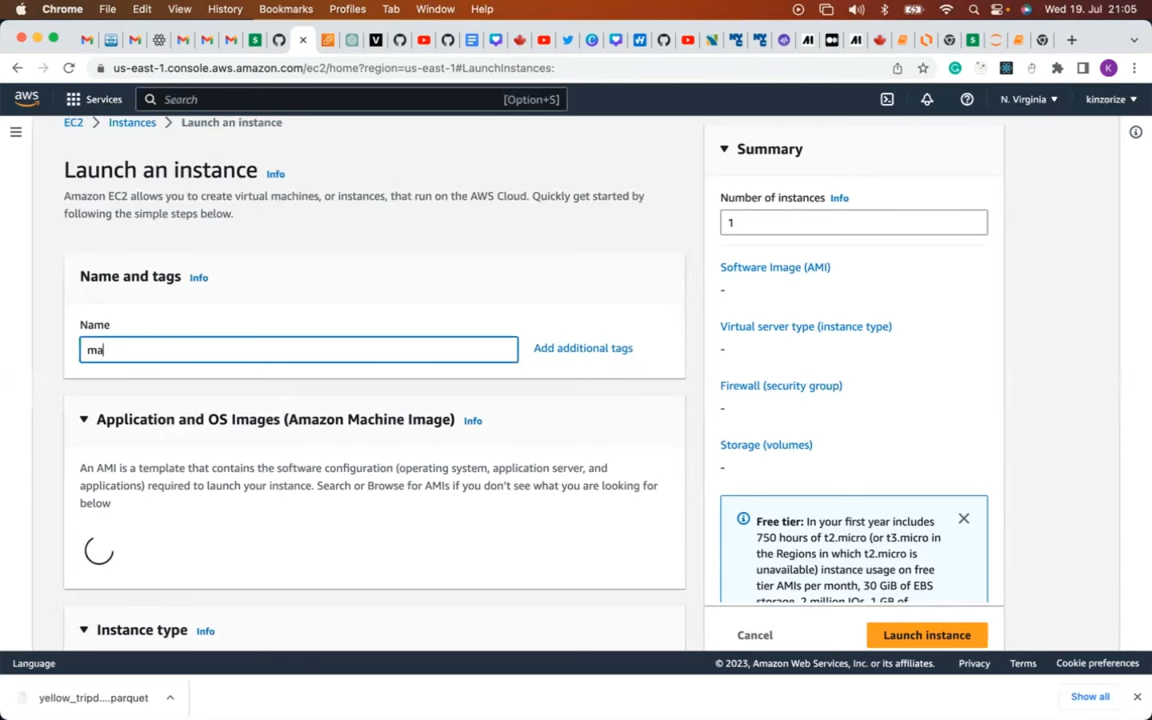 Chrome File Edit View History Bookmarks Profiles Tab Window Help Wed 19. Jul 21:05
us-east-1.console.aws.amazon.com/ec2/home?region=us-east-1#LaunchInstances:
aws Services Search [Option+S] N. Virginia kinzorize
EC2 > Instances > Launch an instance
Launch an instance Info
Amazon EC2 allows you to create virtual machines, or instances, that run on the AWS Cloud. Quickly get started by
following the simple steps below.
Name and tags Info
Name
ma
Add additional tags
Application and OS Images (Amazon Machine Image) Info
An AMI is a template that contains the software configuration (operating system, application server, and
applications) required to launch your instance. Search or Browse for AMIs if you don't see what you are looking for
below
Instance type Info
Summary
Number of instances Info
1
Software Image (AMI)
-
Virtual server type (instance type)
-
Firewall (security group)
-
Storage (volumes)
-
Free tier: In your first year includes
750 hours of t2.micro (or t3.micro in
the Regions in which t2.micro is
unavailable) instance usage on free
tier AMIs per month, 30 GiB of EBS
storage, 2 million IOs, 1 GB of
Cancel Launch instance
Language © 2023, Amazon Web Services, Inc. or its affiliates. Privacy Terms Cookie preferences
yellow_tripd....parquet Show all